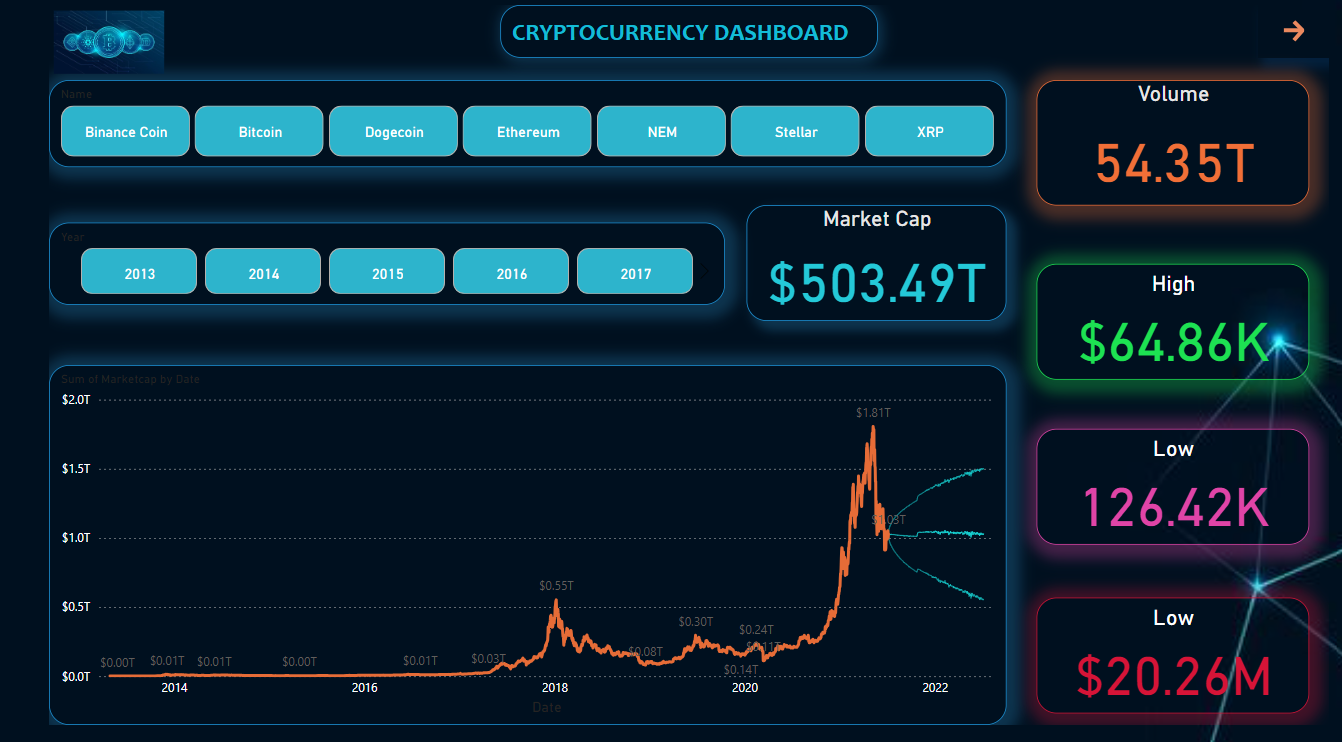 CRYPTOCURRENCY DASHBOARD
Name
Binance Coin
Bitcoin
Dogecoin
Ethereum
NEM
Stellar
XRP
Volume
54.35T
Year
2013
2014
2015
2016
2017
Market Cap
$503.49T
High
$64.86K
Low
126.42K
Low
$20.26M
Sum of Marketcap by Date
$2.0T
$1.5T
$1.0T
$0.5T
$0.0T
$0.00T
$0.01T
$0.01T
$0.00T
$0.01T
$0.03T
$0.55T
$0.08T
$0.30T
$0.24T
$0.11T
$0.14T
$1.81T
$1.03T
2014
2016
2018
2020
2022
Date